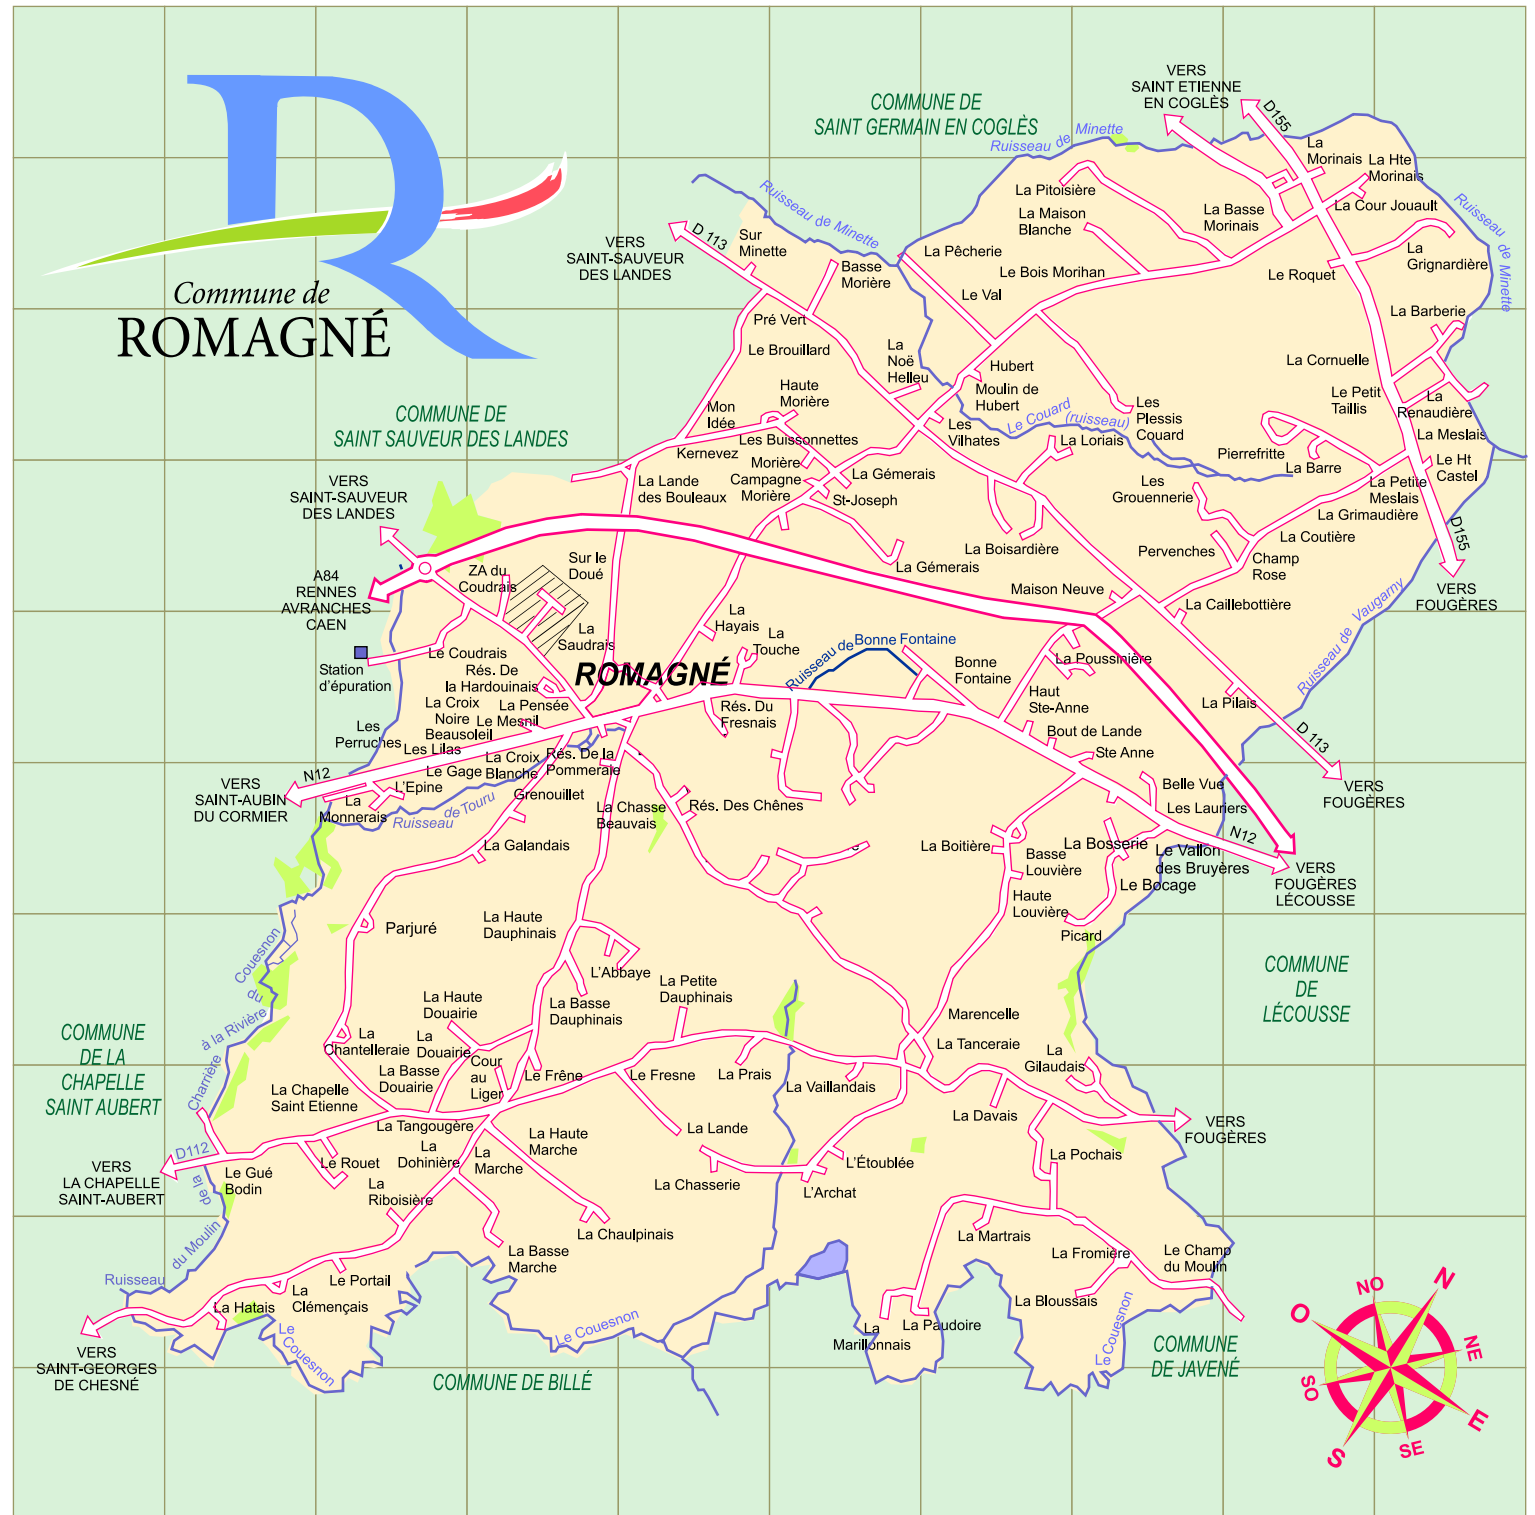 Commune de
ROMAGNÉ
COMMUNE DE
SAINT GERMAIN EN COGLÈS
VERS
SAINT ETIENNE
EN COGLÈS
D155
Ruisseau de Minette
La
Morinais
La Hte
Morinais
La Pitoisière
La Maison
Blanche
La Basse
Morinais
La Cour Jouault
Ruisseau de Minette
Ruisseau de Minette
D 113
VERS
SAINT-SAUVEUR
DES LANDES
Sur
Minette
Basse
Morière
La Pêcherie
Le Bois Morihan
Le Val
Le Roquet
La
Grignardière
La Barberie
Pré Vert
Le Brouillard
La
Noë
Helleu
Hubert
Moulin de
Hubert
La Cornuelle
Le Petit
Taillis
La
Renaudière
La Meslais
Haute
Morière
Mon
Idée
Les Buissonnettes
Kernevez
Les
Vilhates
Le Couard
(ruisseau)
Les
Plessis
Couard
La Loriais
Pierrefritte
La Barre
Le Ht
Castel
La Petite
Meslais
COMMUNE DE
SAINT SAUVEUR DES LANDES
VERS
SAINT-SAUVEUR
DES LANDES
La Lande
des Bouleaux
Morière
Campagne
Morière
La Gémerais
St-Joseph
Les
Grouennerie
La Grimaudière
La Coutière
D155
VERS
FOUGÈRES
A84
RENNES
AVRANCHES
CAEN
ZA du
Coudrais
Sur le
Doué
La Gémerais
La Boisardière
Pervenches
Champ
Rose
Maison Neuve
La Caillebottière
Ruisseau de Vaugarny
Station
d'épuration
Le Coudrais
La
Saudrais
La
Hayais
La
Touche
ROMAGNÉ
Ruisseau de Bonne Fontaine
Bonne
Fontaine
La Poussinière
Haut
Ste-Anne
La Pilais
Rés. De
la Hardouinais
La Croix
Noire
La Pensée
Le Mesnil
Beausoleil
Les
Perruches
Les Lilas
La Croix
Blanche
Le Gage
L'Epine
Rés. Du
Fresnais
Rés. De la
Pommeraie
Bout de Lande
Ste Anne
D 113
VERS
FOUGÈRES
N12
VERS
SAINT-AUBIN
DU CORMIER
La
Monnerais
Ruisseau de Touru
Grenouillet
La Chasse
Beauvais
Rés. Des Chênes
Belle Vue
Les Lauriers
N12
VERS
FOUGÈRES
LÉCOUSSE
La Galandais
La Boitière
Basse
Louvière
La Bosserie
Le Vallon
des Bruyères
Le Bocage
Haute
Louvière
Picard
Parjuré
La Haute
Dauphinais
L'Abbaye
La Basse
Dauphinais
La Petite
Dauphinais
COMMUNE
DE
LÉCOUSSE
Charrière
à la Rivière
du
Couesnon
La Haute
Douairie
La
Douairie
La
Chantelleraie
La Basse
Douairie
Cour
au
Liger
Marencelle
La Tanceraie
La
Gilaudais
COMMUNE
DE LA
CHAPELLE
SAINT AUBERT
La Chapelle
Saint Etienne
Le Frêne
Le Fresne
La Prais
La Vaillandais
La Davais
VERS
FOUGÈRES
D112
VERS
LA CHAPELLE
SAINT-AUBERT
La Tangougère
La
Dohinière
La
Marche
La Haute
Marche
La Lande
Le Gué
Bodin
Le Rouet
La
Riboisière
La Chasserie
L'Étoublée
L'Archat
La Pochais
Ruisseau
du Moulin
de la
La Chaulpinais
La Basse
Marche
La Martrais
La Fromière
Le Champ
du Moulin
Le Portail
La
Clémençais
La Hatais
La Bloussais
La Paudoire
La
Marillonnais
Le Couesnon
Le
Couesnon
Le Couesnon
VERS
SAINT-GEORGES
DE CHESNÉ
COMMUNE DE BILLÉ
COMMUNE
DE JAVENÉ
N
NE
E
SE
S
SO
O
NO